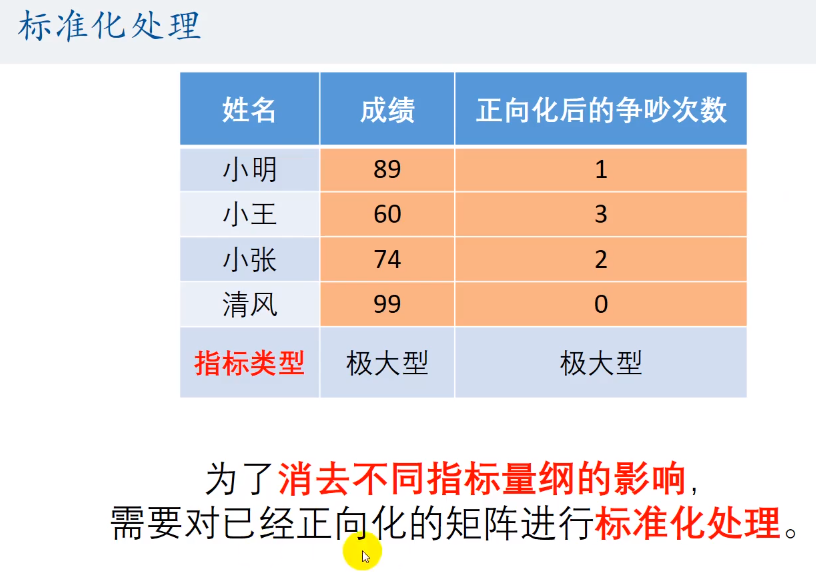 标准化处理
姓名 成绩 正向化后的争吵次数
小明 89 1
小王 60 3
小张 74 2
清风 99 0
指标类型 极大型 极大型
为了消去不同指标量纲的影响,
需要对已经正向化的矩阵进行标准化处理。